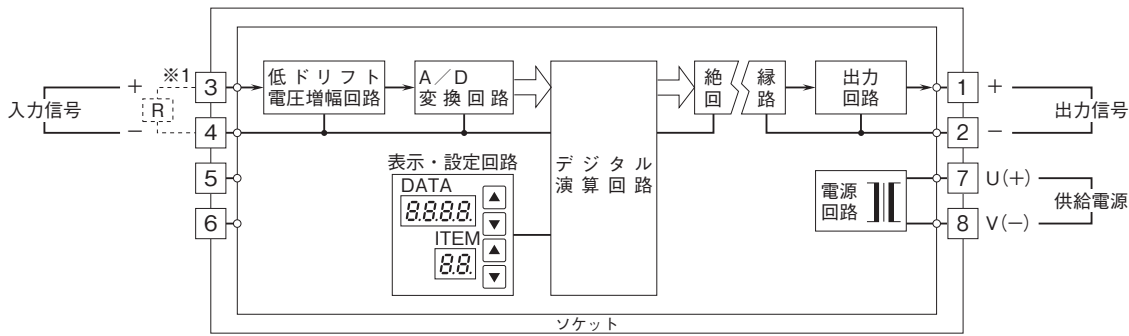 入力信号
+
−
※1
R
3
4
5
6
低ドリフト
電圧増幅回路
A／D
変換回路
表示・設定回路
DATA
8.8.8.8.
ITEM
8.8.
▲
▼
▲
▼
デジタル
演算回路
絶縁
回路
出力
回路
電源
回路
1
2
7
8
+
−
出力信号
U(+)
V(−)
供給電源
ソケット